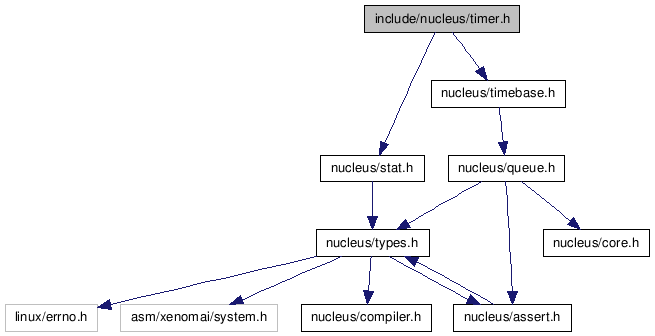 include/nucleus/timer.h
nucleus/timebase.h
nucleus/stat.h
nucleus/queue.h
nucleus/types.h
nucleus/core.h
linux/errno.h
asm/xenomai/system.h
nucleus/compiler.h
nucleus/assert.h